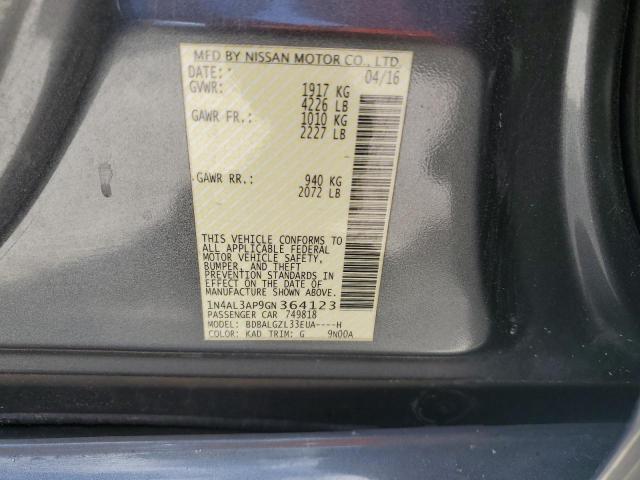 MFD BY NISSAN MOTOR CO., LTD.
DATE: 04/16
GVWR: 1917 KG
4226 LB
GAWR FR.: 1010 KG
2227 LB
GAWR RR.: 940 KG
2072 LB
THIS VEHICLE CONFORMS TO
ALL APPLICABLE FEDERAL
MOTOR VEHICLE SAFETY,
BUMPER, AND THEFT
PREVENTION STANDARDS IN
EFFECT ON THE DATE OF
MANUFACTURE SHOWN ABOVE.
1N4AL3AP9GN364123
PASSENGER CAR 749818
MODEL: BDBALGZL33EUA----H
COLOR: KAD TRIM: G 9N00A